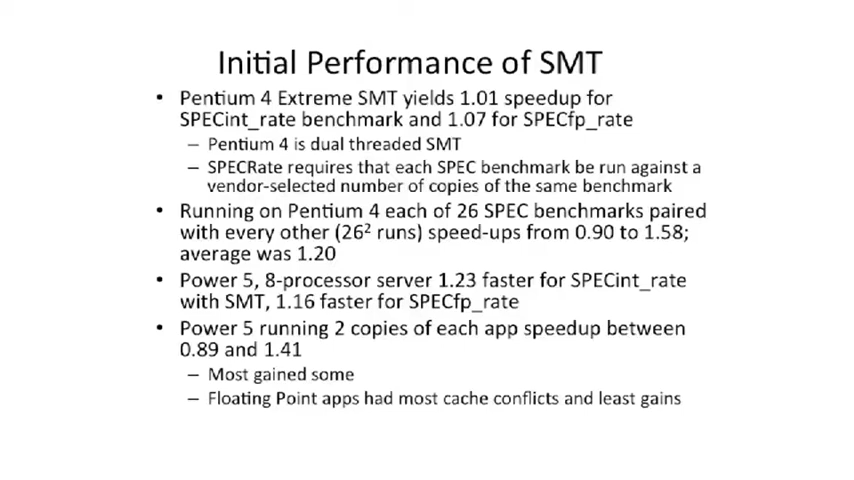 Initial Performance of SMT
• Pentium 4 Extreme SMT yields 1.01 speedup for
SPECint_rate benchmark and 1.07 for SPECfp_rate
– Pentium 4 is dual threaded SMT
– SPECRate requires that each SPEC benchmark be run against a
vendor-selected number of copies of the same benchmark
• Running on Pentium 4 each of 26 SPEC benchmarks paired
with every other (26² runs) speed-ups from 0.90 to 1.58;
average was 1.20
• Power 5, 8-processor server 1.23 faster for SPECint_rate
with SMT, 1.16 faster for SPECfp_rate
• Power 5 running 2 copies of each app speedup between
0.89 and 1.41
– Most gained some
– Floating Point apps had most cache conflicts and least gains